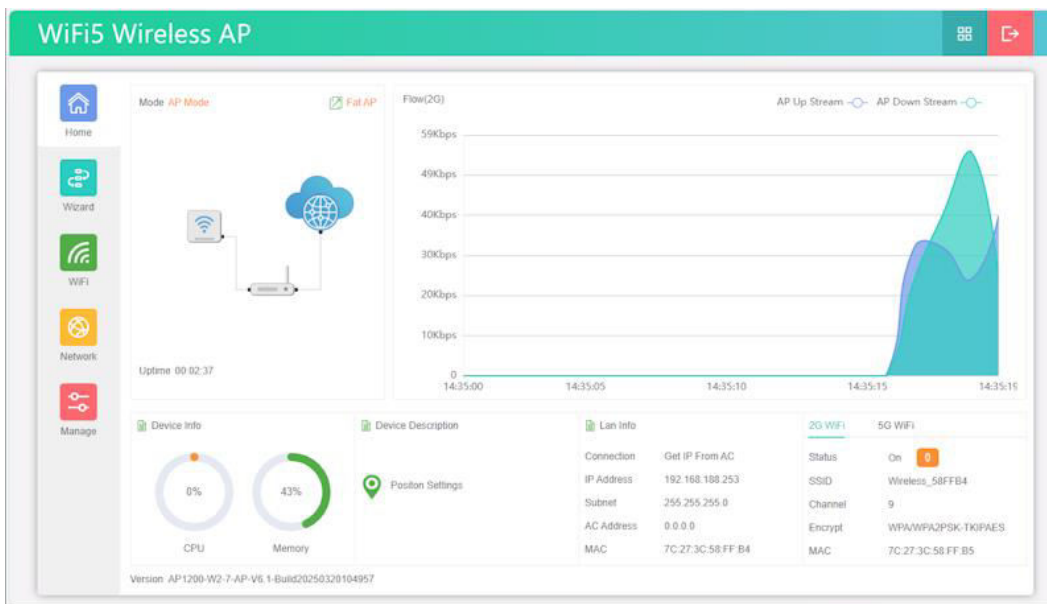 WiFi5 Wireless AP
Home
Wizard
WiFi
Network
Manage
Mode AP Mode
Fat AP
Uptime 00:02:37
Flow(2G)
AP Up Stream
AP Down Stream
59Kbps
49Kbps
40Kbps
30Kbps
20Kbps
10Kbps
0
14:35:00 14:35:05 14:35:10 14:35:15 14:35:19
Device Info
0%
43%
CPU
Memory
Device Description
Positon Settings
Lan Info
Connection Get IP From AC
IP Address 192.168.188.253
Subnet 255.255.255.0
AC Address 0.0.0.0
MAC 7C:27:3C:58:FF:B4
2G WiFi 5G WiFi
Status On 0
SSID Wireless_58FFB4
Channel 9
Encrypt WPA/WPA2PSK-TKIPAES
MAC 7C:27:3C:58:FF:B5
Version AP1200-W2-7-AP-V6.1-Build20250320104957